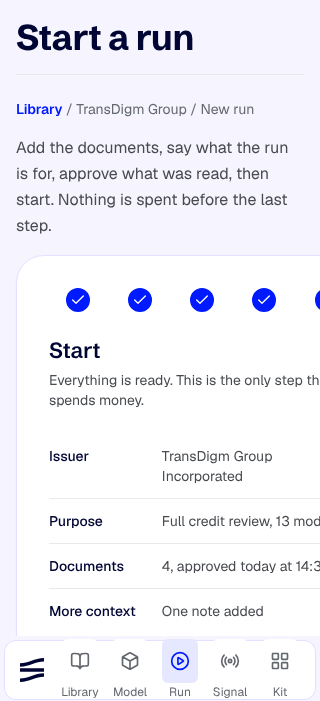 Start a run
Library / TransDigm Group / New run
Add the documents, say what the run
is for, approve what was read, then
start. Nothing is spent before the last
step.
Start
Everything is ready. This is the only step th
spends money.
Issuer TransDigm Group
Incorporated
Purpose Full credit review, 13 mod
Documents 4, approved today at 14:3
More context One note added
Library Model Run Signal Kit